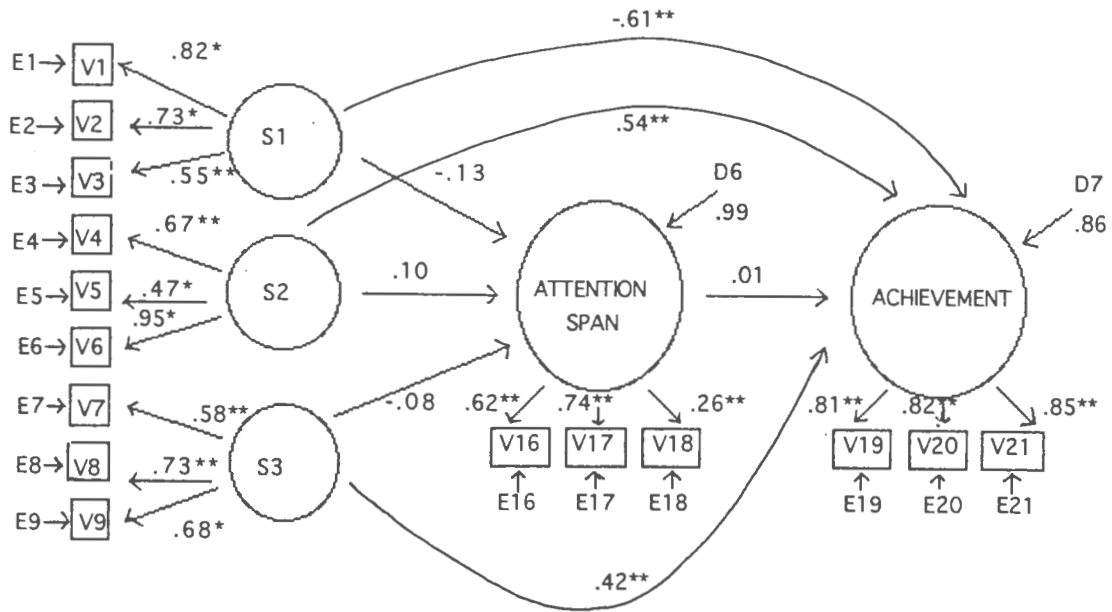 -.61**
E1 V1 .82*
E2 V2 .73*
E3 V3 .55**
S1
.54**
-.13
D6
.99
D7
.86
E4 V4 .67**
E5 V5 .47*
E6 V6 .95*
S2
.10
ATTENTION
SPAN
.01
ACHIEVEMENT
E7 V7 .58**
E8 V8 .73**
E9 V9 .68*
S3
-.08
.62** .74** .26**
V16 V17 V18
E16 E17 E18
.81** .82** .85**
V19 V20 V21
E19 E20 E21
.42**